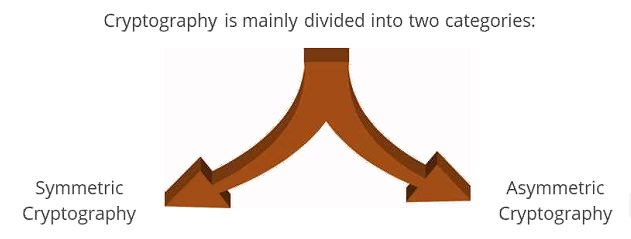 Cryptography is mainly divided into two categories:
Symmetric
Cryptography
Asymmetric
Cryptography